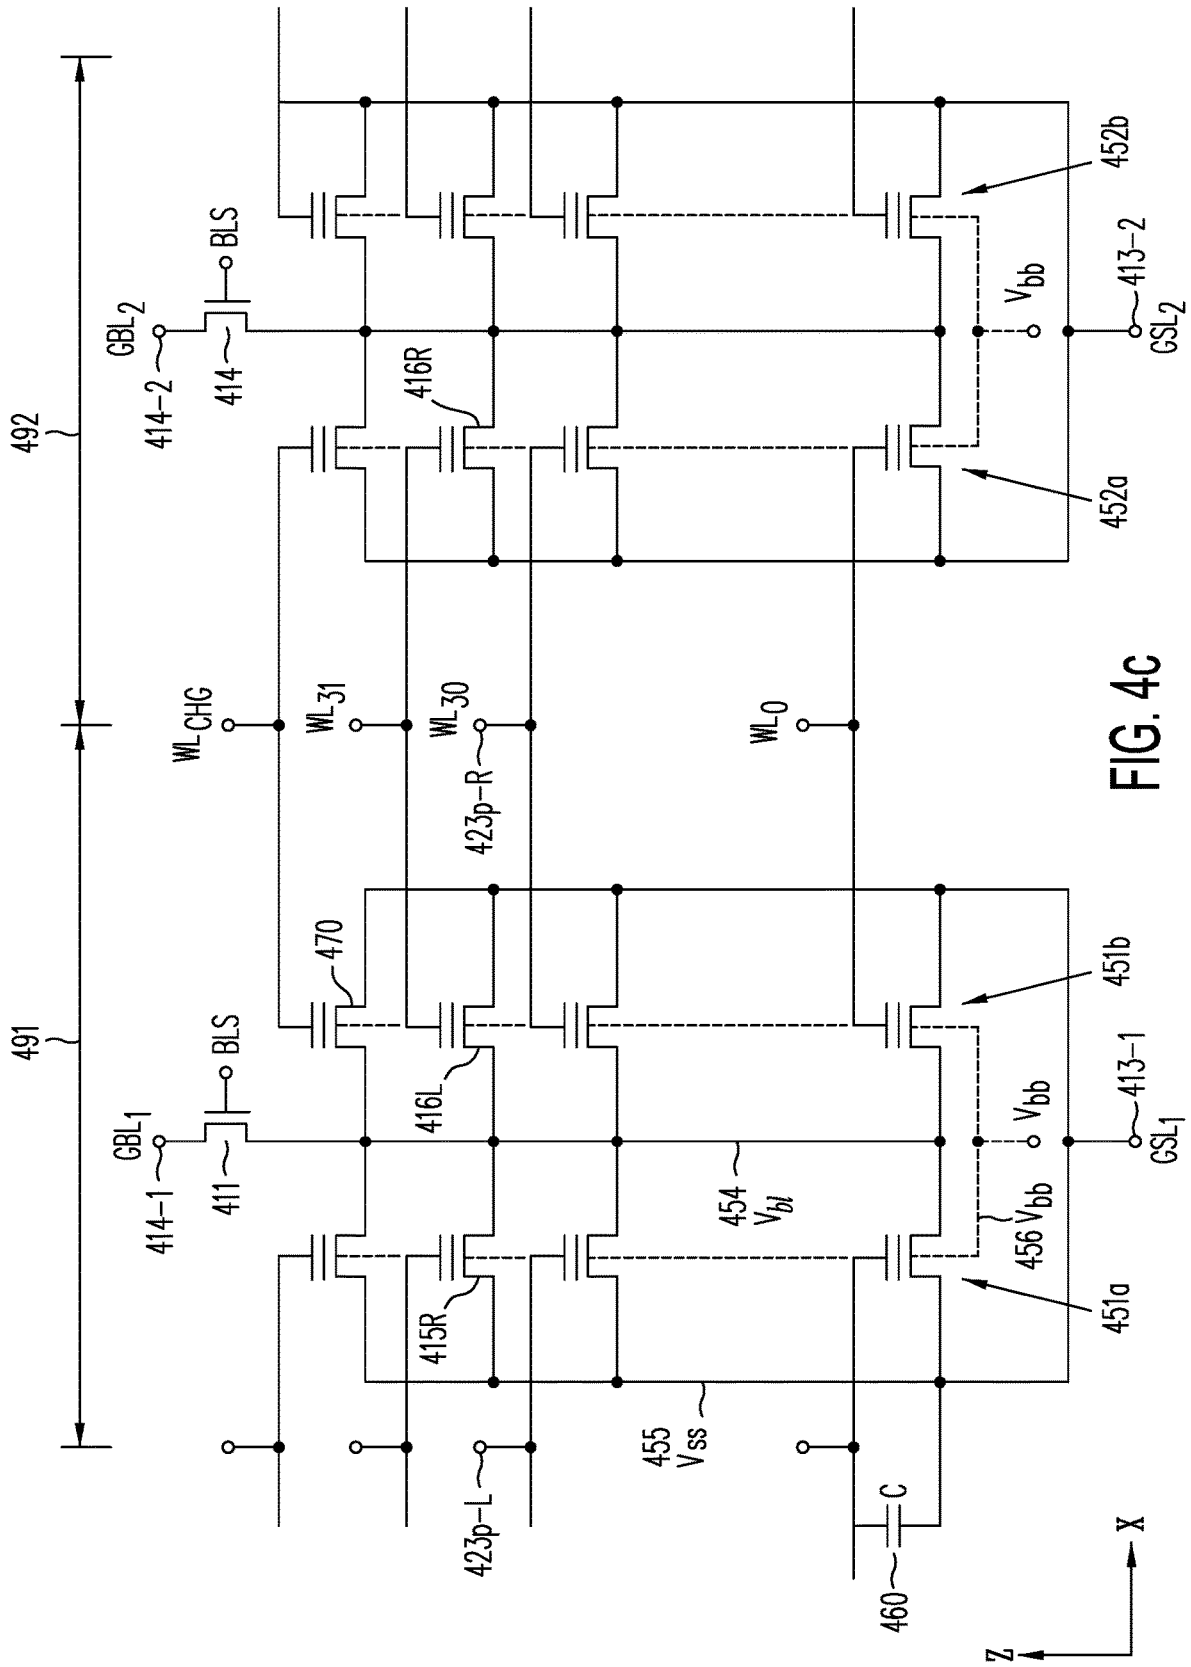 491
492
GBL1
GBL2
414-1
414-2
411
BLS
414
BLS
WLCHG
470
WL31
415R
416L
416R
423p-L
423p-R
WL30
454
Vbl
455
Vss
WL0
C
460
451a
451b
452a
452b
456 Vbb
Vbb
Vbb
413-1
413-2
GSL1
GSL2
Z
X
FIG. 4c